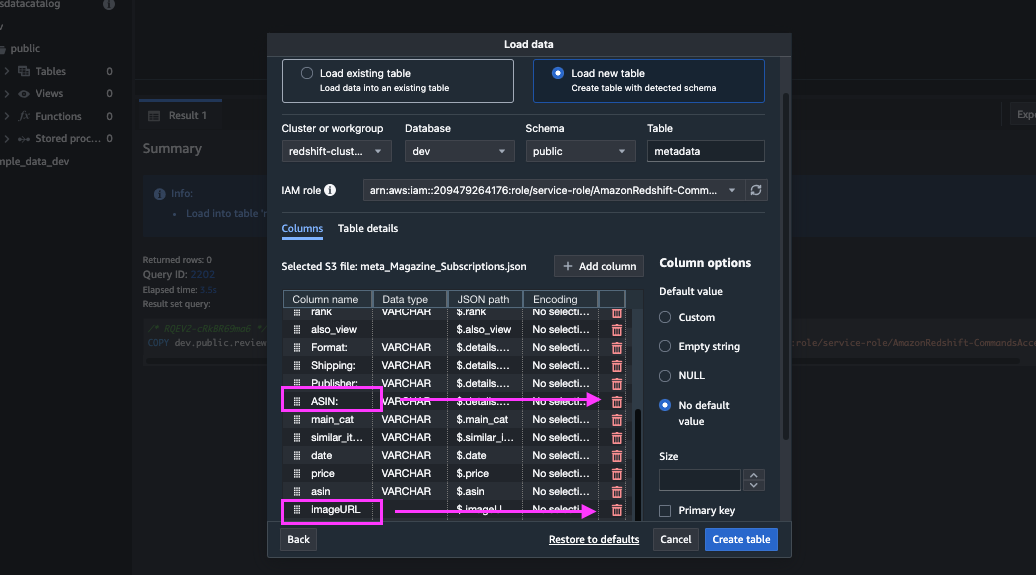 sdatacatalog
public
Tables 0
Views 0
Functions 0
Stored proc... 0
mple_data_dev
Result 1
Summary
Info:
Load into table '
Returned rows: 0
Query ID: 2202
Elapsed time: 3.5s
Result set query:
COPY dev.public.review
:role/service-role/AmazonRedshift-CommandsAcce
Expo
Load data
Load existing table
Load data into an existing table
Load new table
Create table with detected schema
Cluster or workgroup Database Schema Table
redshift-clust... dev public metadata
IAM role arn:aws:iam::209479264176:role/service-role/AmazonRedshift-Comm...
Columns Table details
Selected S3 file: meta_Magazine_Subscriptions.json
+ Add column
Column name Data type JSON path Encoding
rank VARCHAR $.rank No selecti...
also_view $.also_view No selecti...
Format: VARCHAR $.details.... No selecti...
Shipping: VARCHAR $.details.... No selecti...
Publisher: VARCHAR $.details.... No selecti...
ASIN: VARCHAR $.details.... No selecti...
main_cat VARCHAR $.main_cat No selecti...
similar_it... VARCHAR $.similar_i... No selecti...
date VARCHAR $.date No selecti...
price VARCHAR $.price No selecti...
asin VARCHAR $.asin No selecti...
imageURL $.imageU... No selecti...
Column options
Default value
Custom
Empty string
NULL
No default
value
Size
Primary key
Back
Restore to defaults
Cancel
Create table